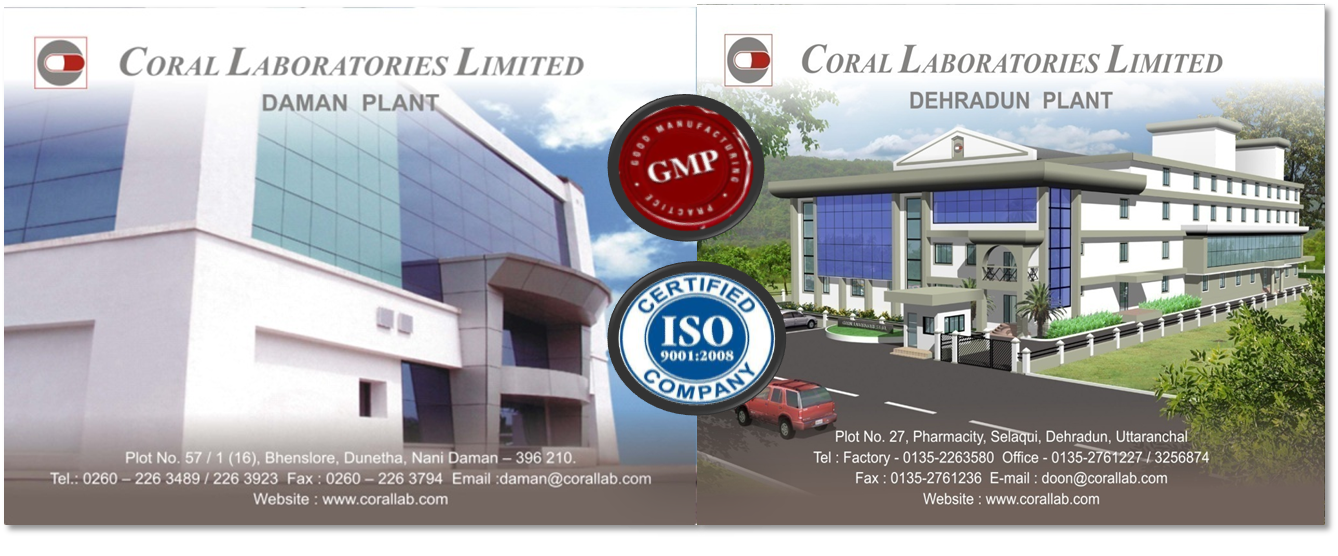 CORAL LABORATORIES LIMITED
DAMAN PLANT
Plot No. 57 / 1 (16), Bhenslore, Dunetha, Nani Daman – 396 210.
Tel.: 0260 – 226 3489 / 226 3923 Fax : 0260 – 226 3794 Email :daman@corallab.com
Website : www.corallab.com
GOOD MANUFACTURING
GMP
PRACTICE
CERTIFIED
ISO
9001:2008
COMPANY
CORAL LABORATORIES LIMITED
DEHRADUN PLANT
Plot No. 27, Pharmacity, Selaqui, Dehradun, Uttaranchal
Tel : Factory - 0135-2263580 Office - 0135-2761227 / 3256874
Fax : 0135-2761236 E-mail : doon@corallab.com
Website : www.corallab.com